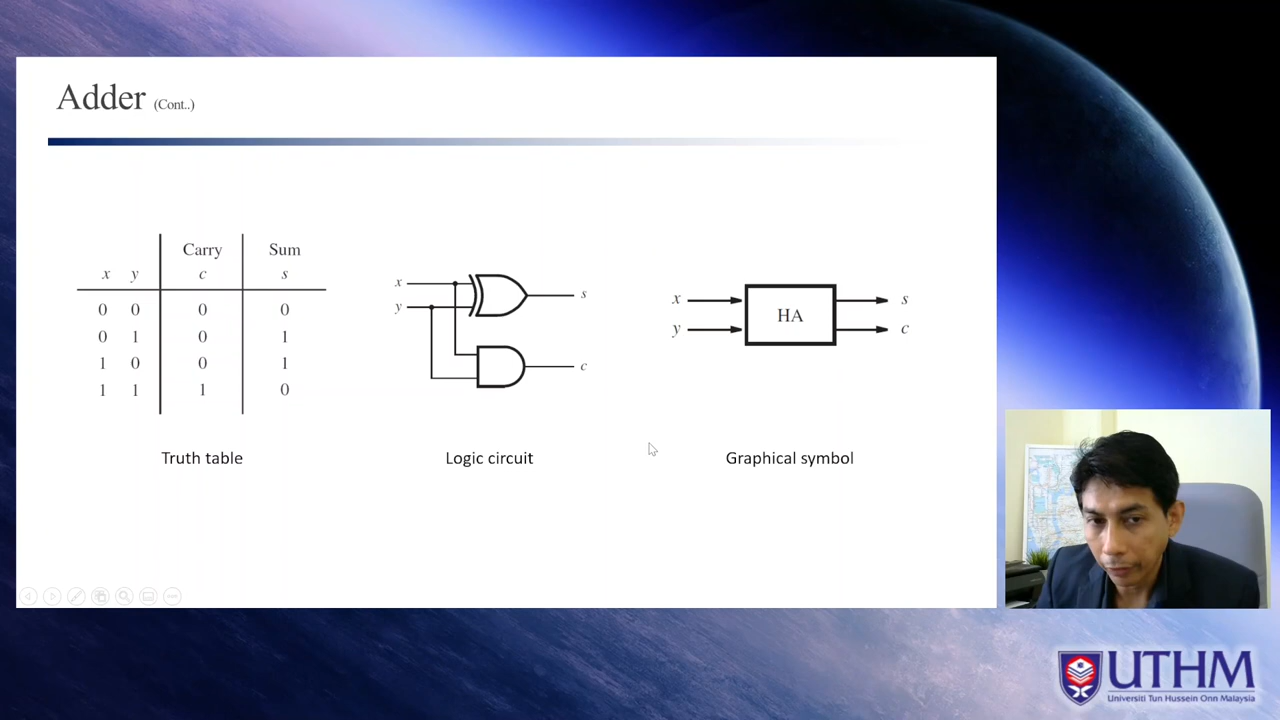 Adder (Cont..)
Carry Sum
x y c s
0 0 0 0
0 1 0 1
1 0 0 1
1 1 1 0
Truth table
x
y
s
c
Logic circuit
x
y
HA
s
c
Graphical symbol
UTHM
Universiti Tun Hussein Onn Malaysia